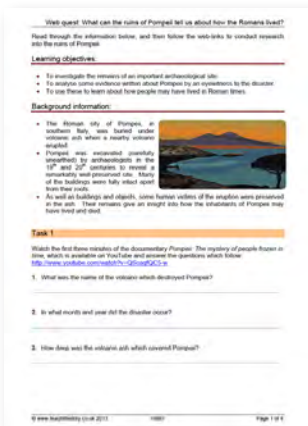 Web quest: What can the ruins of Pompeii tell us about how the Romans lived?
Read through the information below, and then follow the web-links to conduct research
into the ruins of Pompeii.
Learning objectives:
• To investigate the remains of an important archaeological site.
• To analyse some evidence written about Pompeii by an eyewitness to the disaster.
• To use these to learn about how people may have lived in Roman times.
Background information:
• The Roman city of Pompeii, in
southern Italy, was buried under
volcanic ash when a nearby volcano
erupted.
• Pompeii was excavated (carefully
unearthed) by archaeologists in the
19th and 20th centuries to reveal a
remarkably well-preserved site. Many
of the buildings were fully intact apart
from their roofs.
• As well as buildings and objects, some human victims of the eruption were preserved
in the ash. Their remains give an insight into how the inhabitants of Pompeii may
have lived and died.
Task 1
Watch the first three minutes of the documentary Pompeii: The mystery of people frozen in
time, which is available on YouTube and answer the questions which follow:
1. What was the name of the volcano which destroyed Pompeii?
2. In what month and year did the disaster occur?
3. How deep was the volcanic ash which covered Pompeii?
© www.teachithistory.co.uk 2013
Page 1 of 4